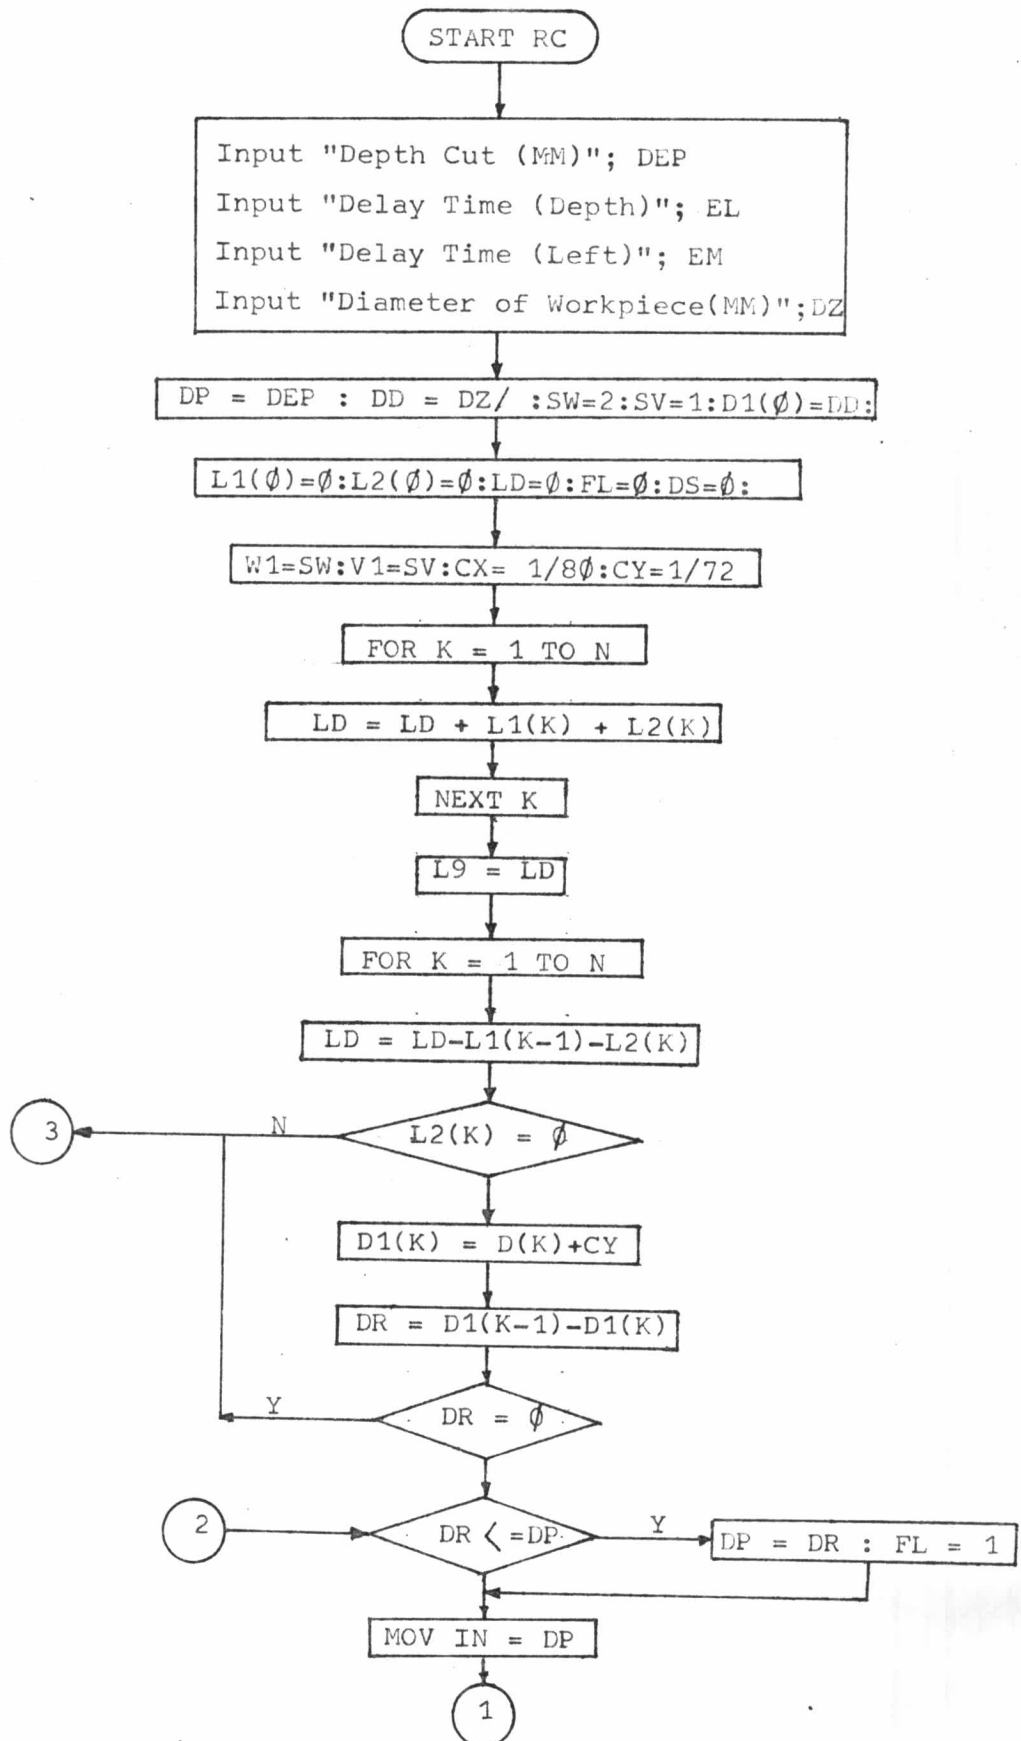 START RC
Input "Depth Cut (MM)"; DEP
Input "Delay Time (Depth)"; EL
Input "Delay Time (Left)"; EM
Input "Diameter of Workpiece(MM)";DZ
DP = DEP : DD = DZ/ :SW=2:SV=1:D1(Ø)=DD:
L1(Ø)=Ø:L2(Ø)=Ø:LD=Ø:FL=Ø:DS=Ø:
W1=SW:V1=SV:CX= 1/8Ø:CY=1/72
FOR K = 1 TO N
LD = LD + L1(K) + L2(K)
NEXT K
L9 = LD
FOR K = 1 TO N
LD = LD-L1(K-1)-L2(K)
3
N
L2(K) = Ø
D1(K) = D(K)+CY
DR = D1(K-1)-D1(K)
Y
DR = Ø
2
DR <=DP
Y
DP = DR : FL = 1
MOV IN = DP
1